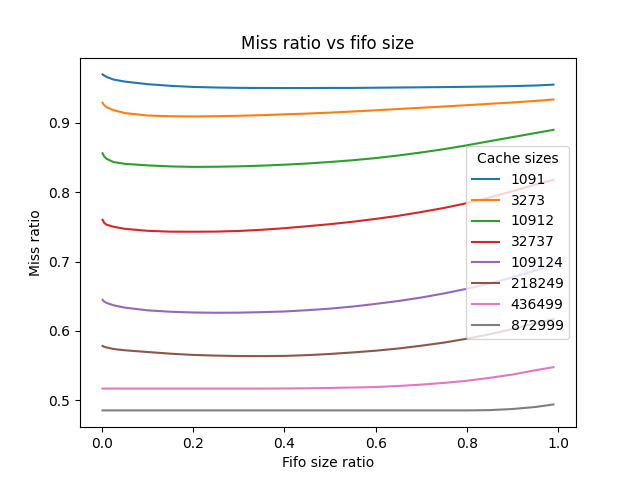 Miss ratio vs fifo size
Miss ratio
0.9
0.8
0.7
0.6
0.5
Cache sizes
1091
3273
10912
32737
109124
218249
436499
872999
0.0 0.2 0.4 0.6 0.8 1.0
Fifo size ratio